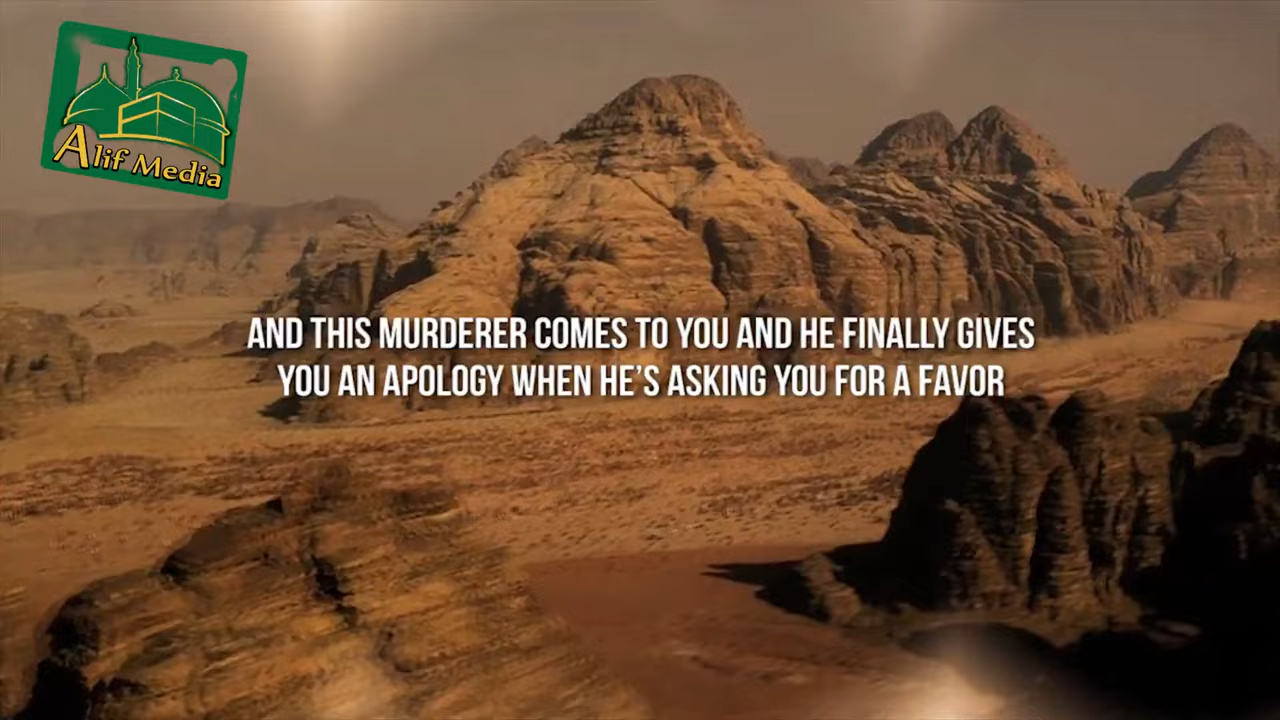 Alif Media
AND THIS MURDERER COMES TO YOU AND HE FINALLY GIVES
YOU AN APOLOGY WHEN HE'S ASKING YOU FOR A FAVOR